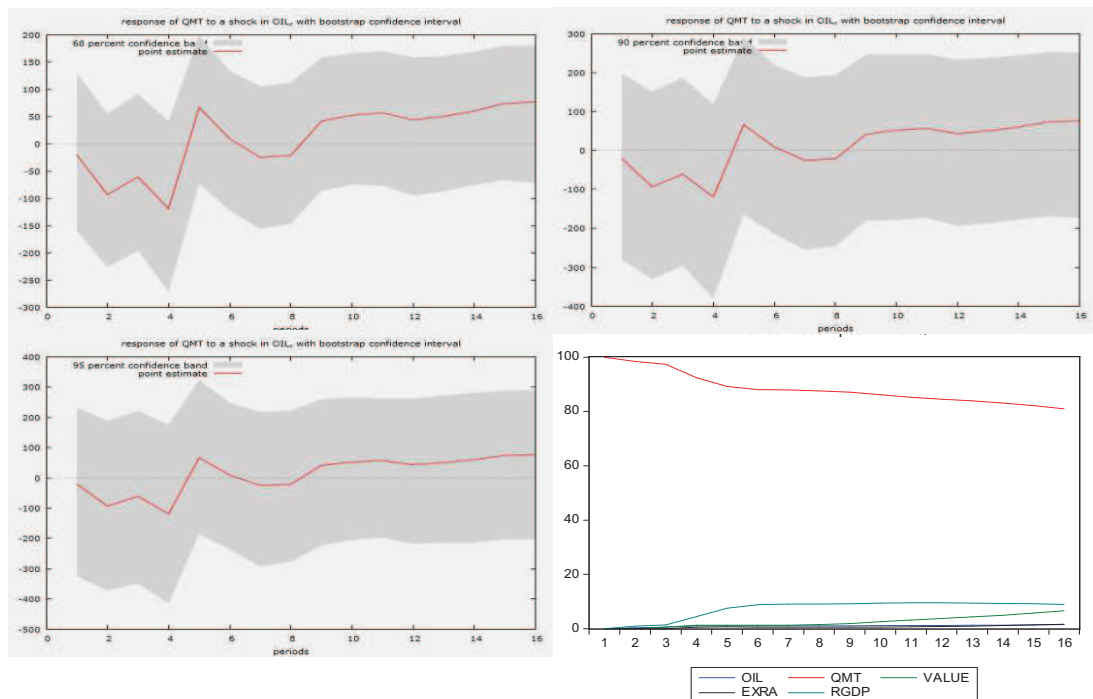 response of QMT to a shock in OIL, with bootstrap confidence interval
200
150
100
50
0
-50
-100
-150
-200
-250
-300
68 percent confidence band
point estimate
0 2 4 6 8 10 12 14 16
periods
response of QMT to a shock in OIL, with bootstrap confidence interval
300
200
100
0
-100
-200
-300
-400
90 percent confidence band
point estimate
0 2 4 6 8 10 12 14 16
periods
response of QMT to a shock in OIL, with bootstrap confidence interval
400
300
200
100
0
-100
-200
-300
-400
-500
95 percent confidence band
point estimate
0 2 4 6 8 10 12 14 16
periods
100
80
60
40
20
0
1 2 3 4 5 6 7 8 9 10 11 12 13 14 15 16
OIL QMT VALUE
EXRA RGDP